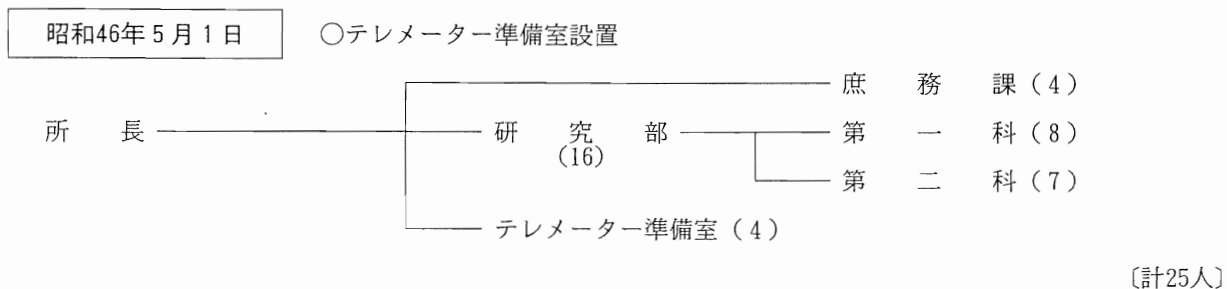 昭和46年5月1日 ○テレメーター準備室設置
庶務課(4)
所長 研究部 第一科(8)
(16)
第二科(7)
テレメーター準備室(4)
〔計25人〕